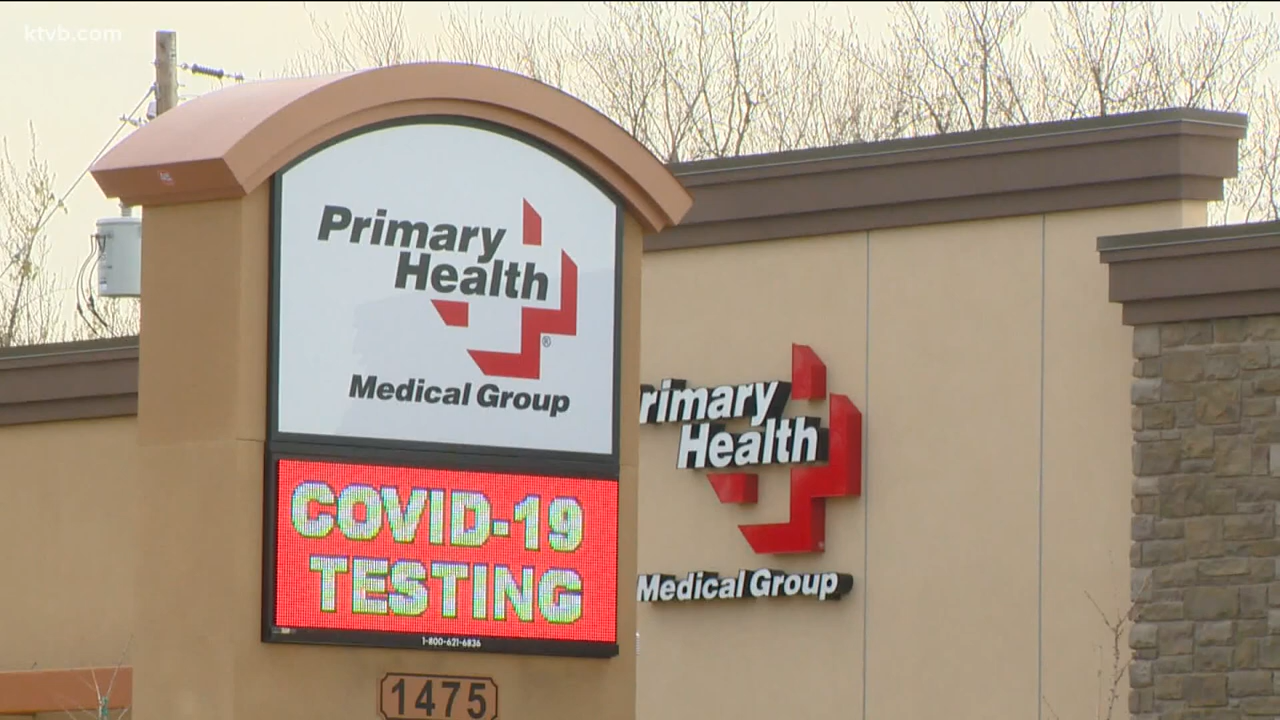 ktvb.com
Primary
Health
®
Medical Group
COVID-19
TESTING
1-800-621-6836
1475
rimary
Health
Medical Group